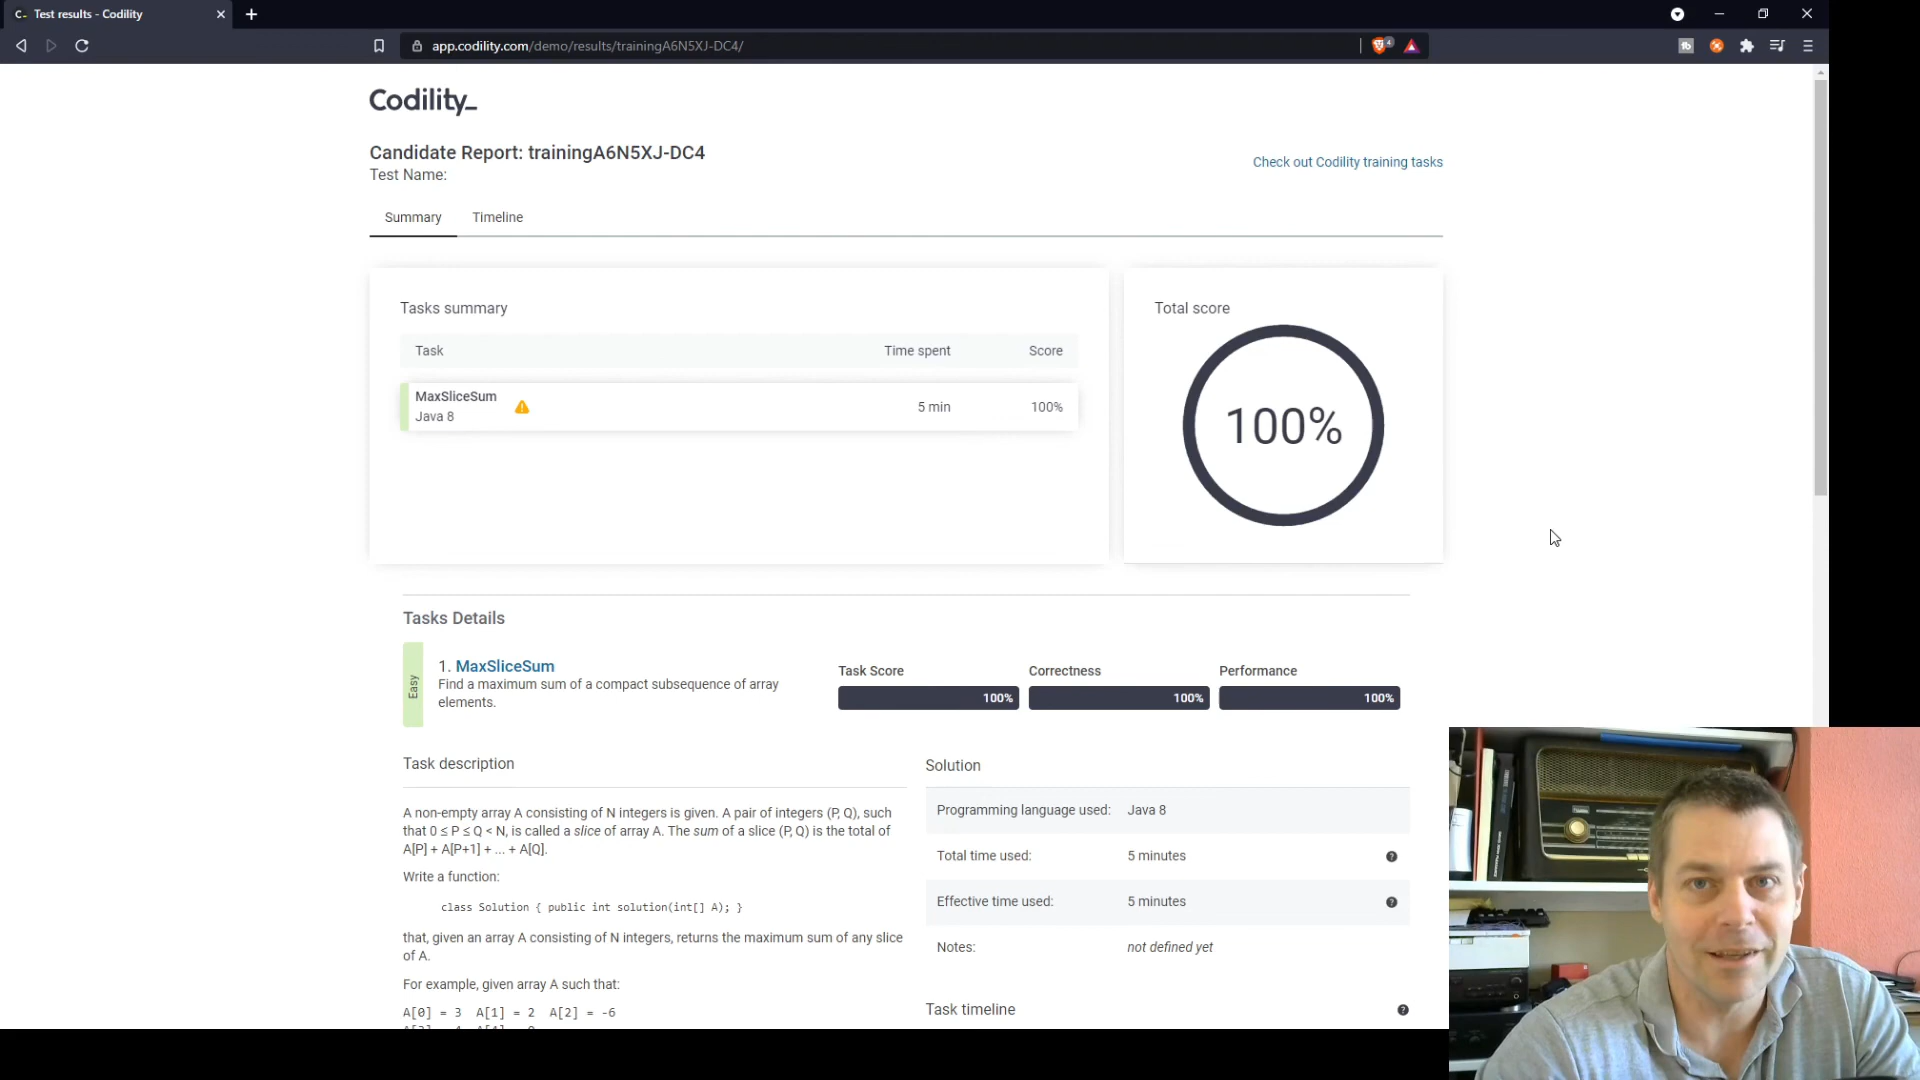 C_ Test results - Codility
app.codility.com/demo/results/trainingA6N5XJ-DC4/
4
Codility_
Candidate Report: trainingA6N5XJ-DC4
Test Name:
Check out Codility training tasks
Summary Timeline
Tasks summary
Task Time spent Score
MaxSliceSum
Java 8
5 min 100%
Total score
100%
Tasks Details
Easy
1. MaxSliceSum
Find a maximum sum of a compact subsequence of array
elements.
Task Score Correctness Performance
100% 100% 100%
Task description
A non-empty array A consisting of N integers is given. A pair of integers (P, Q), such
that 0 ≤ P ≤ Q < N, is called a slice of array A. The sum of a slice (P, Q) is the total of
A[P] + A[P+1] + ... + A[Q].
Write a function:
class Solution { public int solution(int[] A); }
that, given an array A consisting of N integers, returns the maximum sum of any slice
of A.
For example, given array A such that:
A[0] = 3 A[1] = 2 A[2] = -6
Solution
Programming language used: Java 8
Total time used: 5 minutes
Effective time used: 5 minutes
Notes: not defined yet
Task timeline